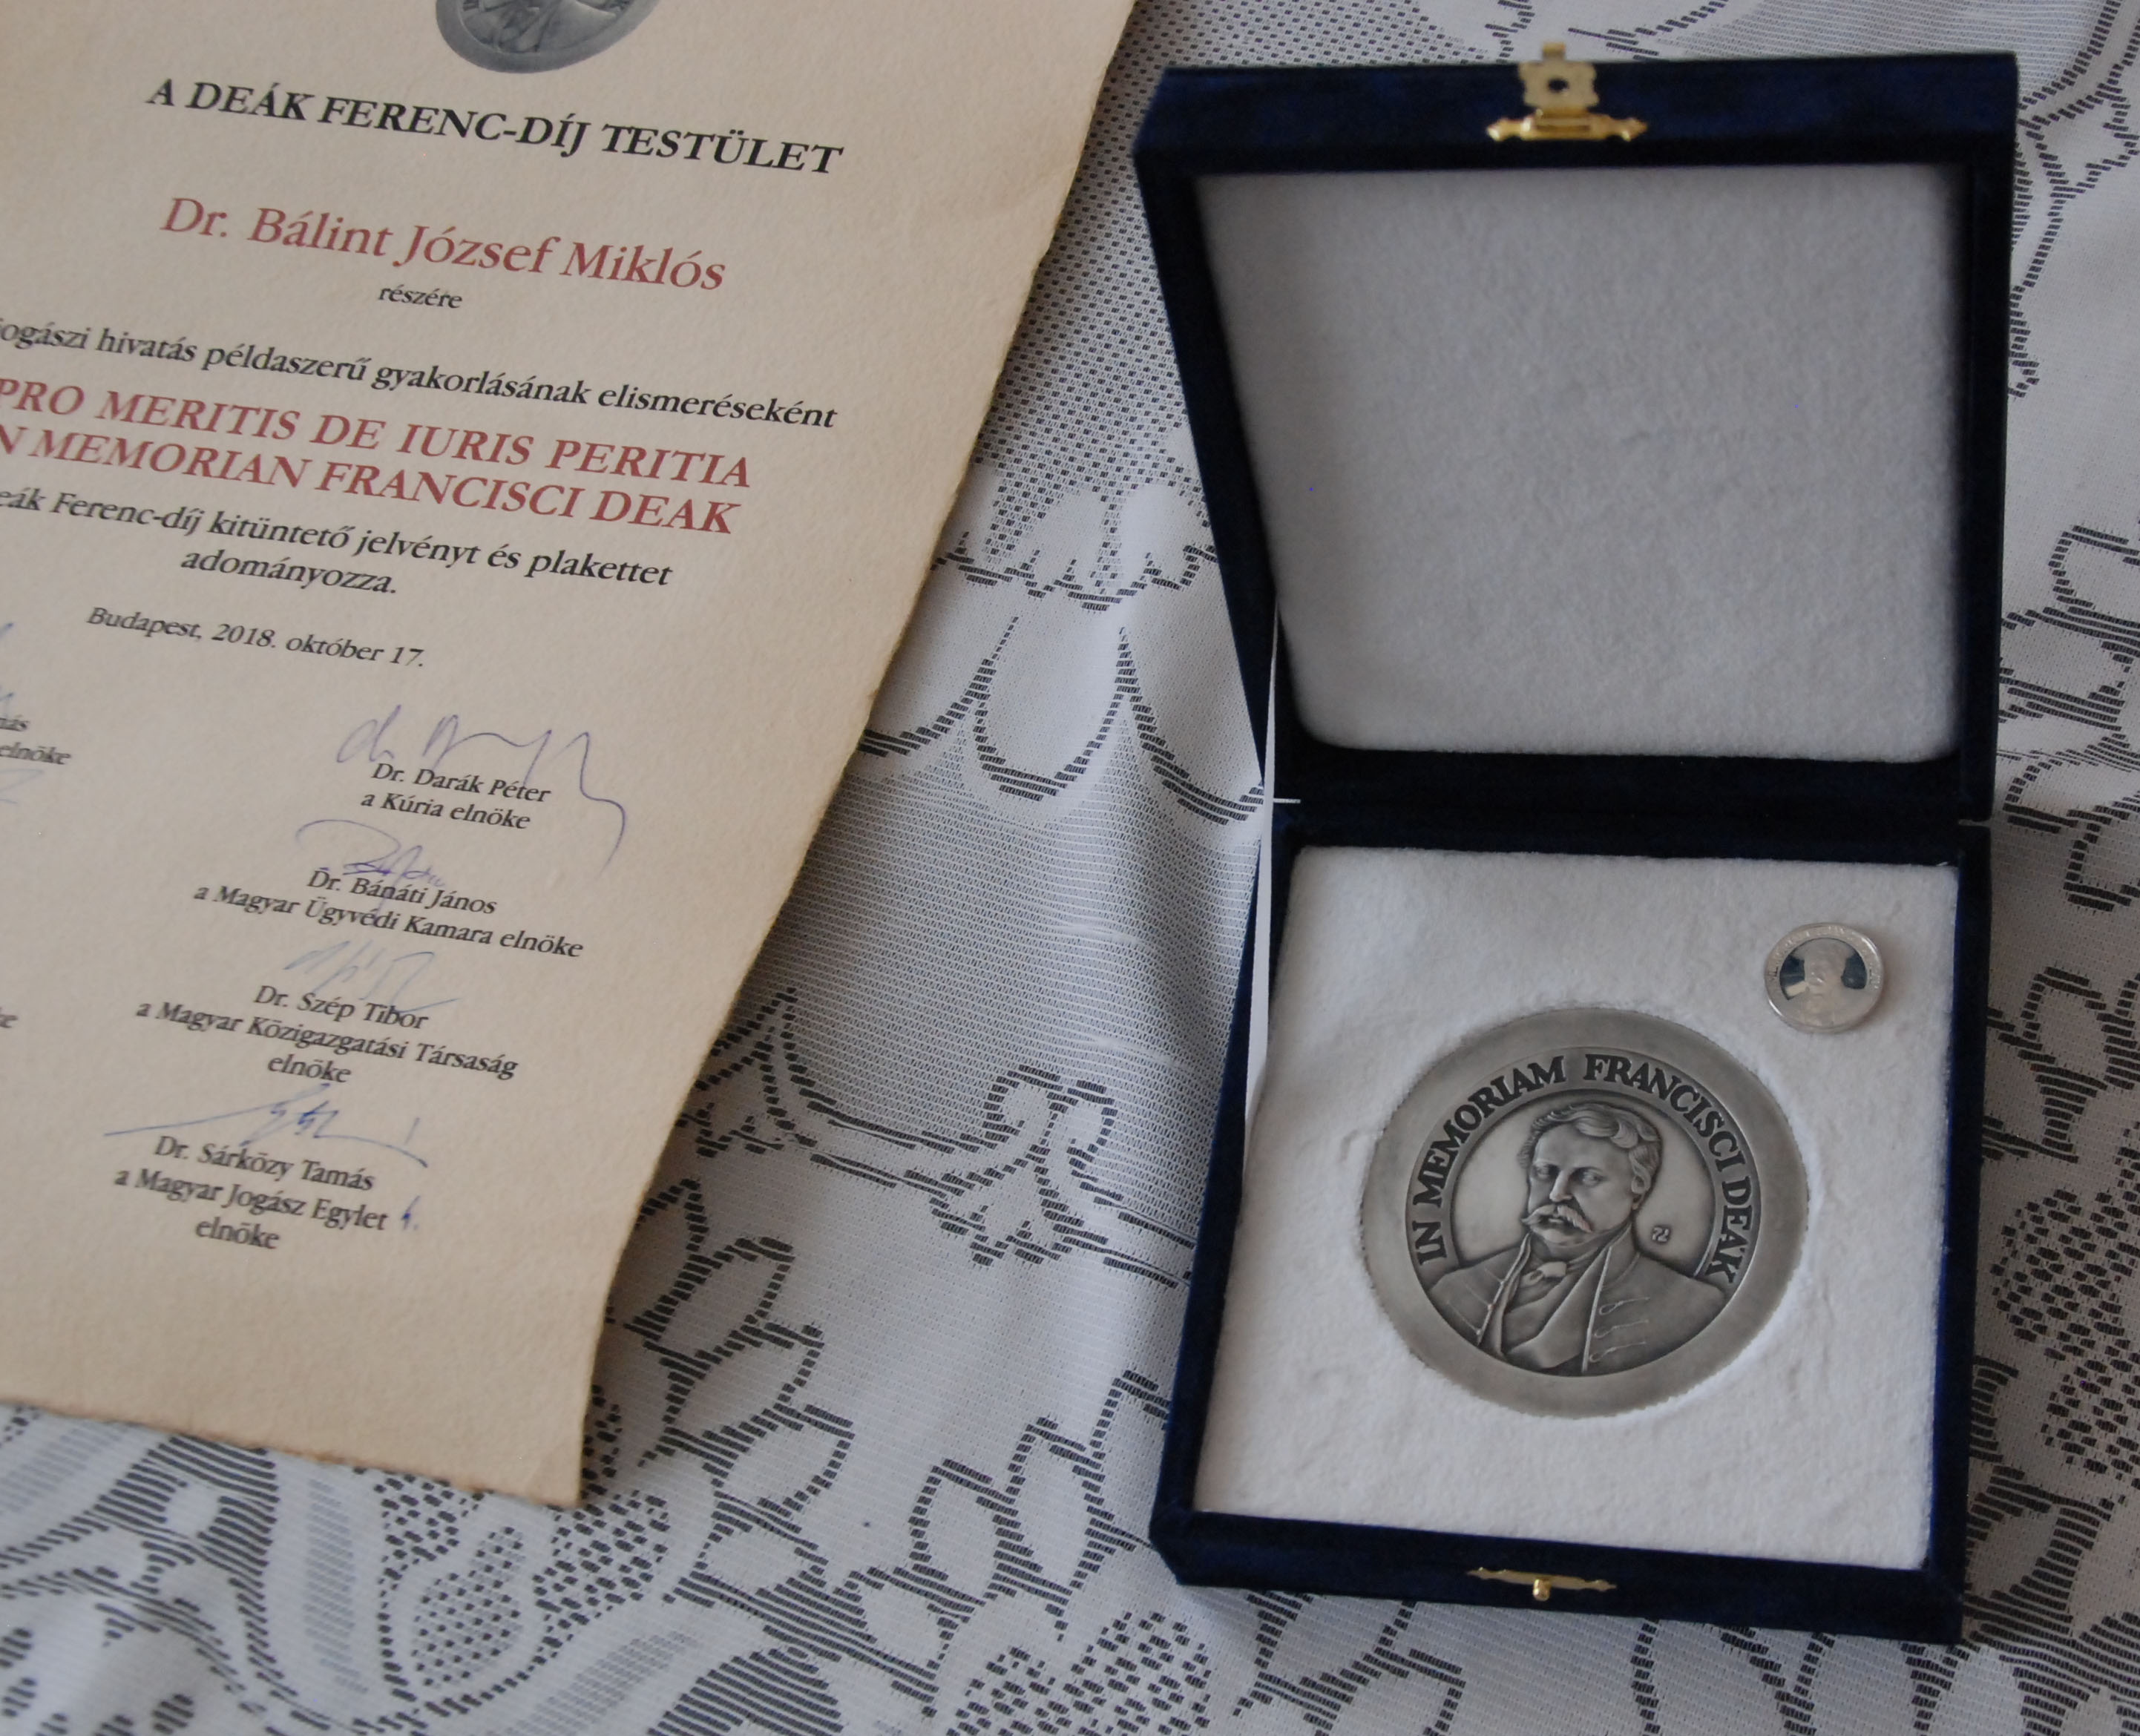 A DEÁK FERENC-DÍJ TESTÜLET
Dr. Bálint József Miklós
részére
jogászi hivatás példaszerű gyakorlásának elismeréseként
PRO MERITIS DE IURIS PERITIA
N MEMORIAN FRANCISCI DEAK
eák Ferenc-díj kitüntető jelvényt és plakettet
adományozza.
Budapest, 2018. október 17.
elnöke
Dr. Darák Péter
a Kúria elnöke
Dr. Bánáti János
a Magyar Ügyvédi Kamara elnöke
Dr. Szép Tibor
a Magyar Közigazgatási Társaság
elnöke
Dr. Sárközy Tamás
a Magyar Jogász Egylet
elnöke
IN MEMORIAM FRANCISCI DEÁK